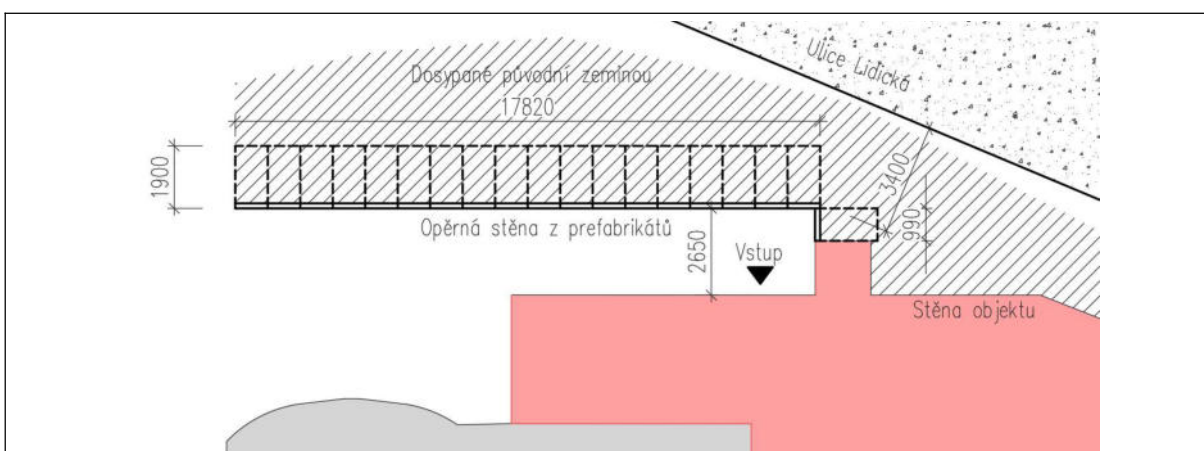 Ulice Lidická
Dosypané původní zeminou
17820
1900
3400
990
Opěrná stěna z prefabrikátů
2650
Vstup
Stěna objektu